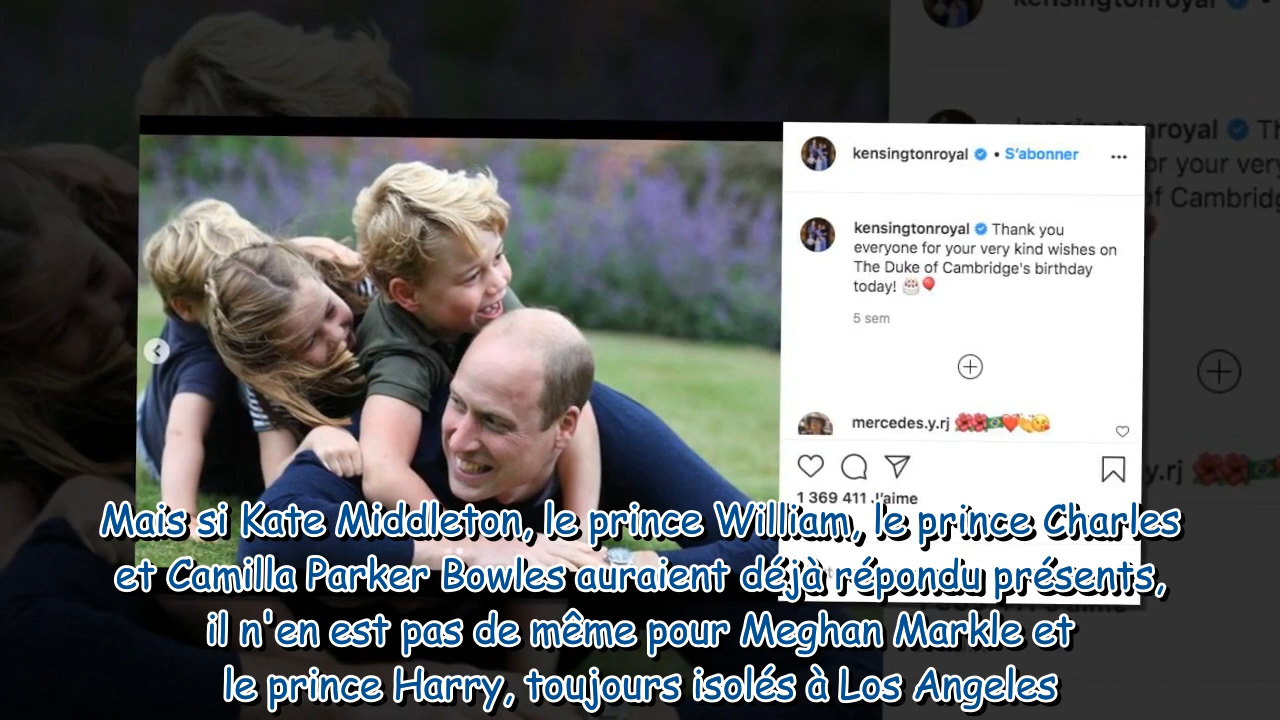 kensingtonroyal
kensingtonroyal • S'abonner
kensingtonroyal Thank you
everyone for your very kind wishes on
The Duke of Cambridge's birthday
today! 🎂🎈
5 sem
mercedes.y.rj 🌺🌺🇧🇷❤️👏😘
1 369 411 J'aime
Mais si Kate Middleton, le prince William, le prince Charles
et Camilla Parker Bowles auraient déjà répondu présents,
il n'en est pas de même pour Meghan Markle et
le prince Harry, toujours isolés à Los Angeles